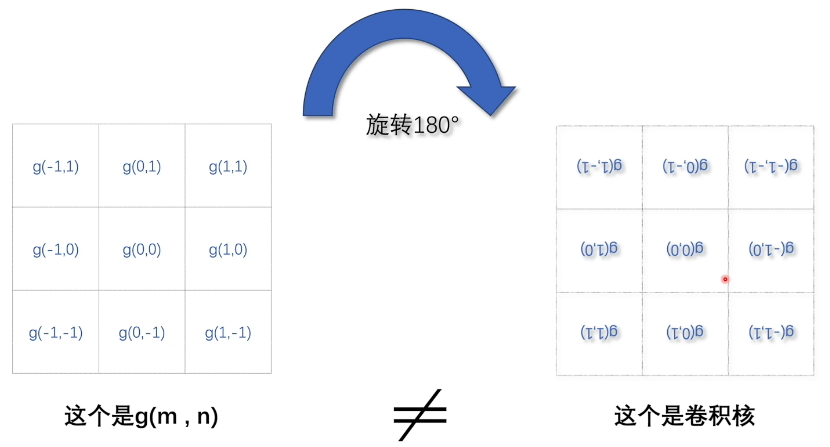 旋转180°
g(-1,1) g(0,1) g(1,1)
g(-1,0) g(0,0) g(1,0)
g(-1,-1) g(0,-1) g(1,-1)
这个是g(m , n)
≠
g(1,-1) g(0,-1) g(-1,-1)
g(1,0) g(0,0) g(-1,0)
g(1,1) g(0,1) g(-1,1)
这个是卷积核